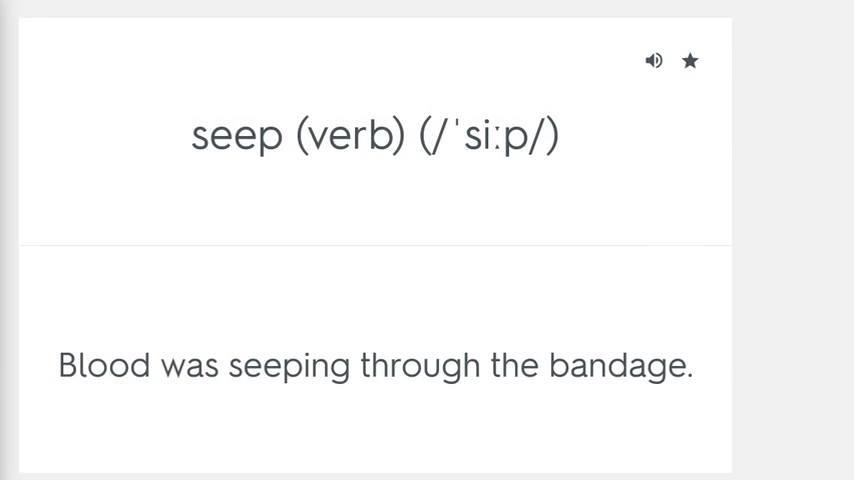 seep (verb) (/ˈsiːp/)
Blood was seeping through the bandage.